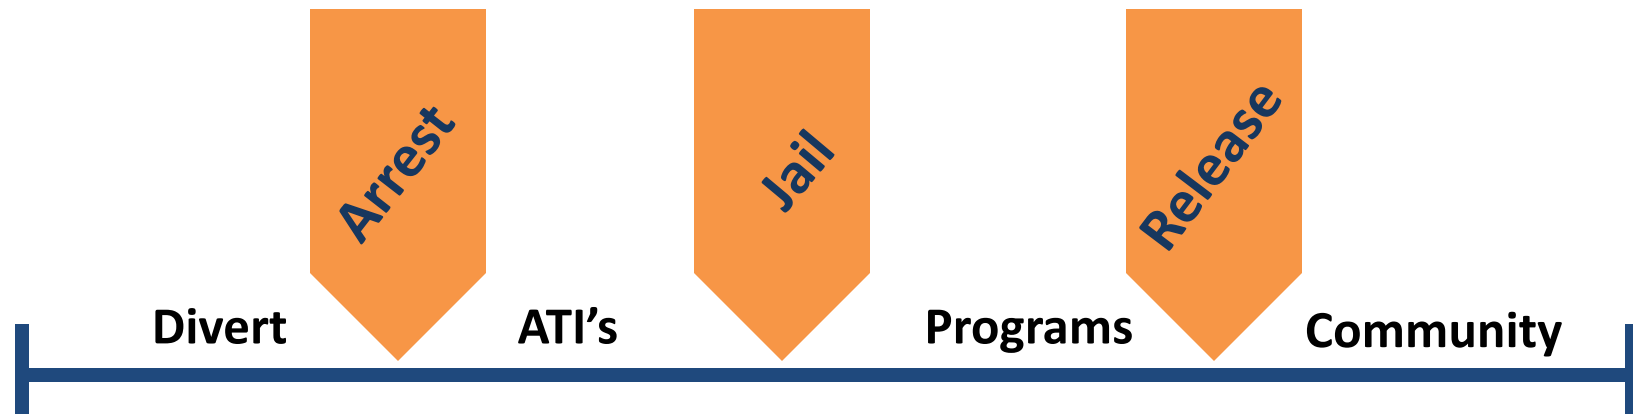 Arrest
Jail
Release
Divert
ATI’s
Programs
Community